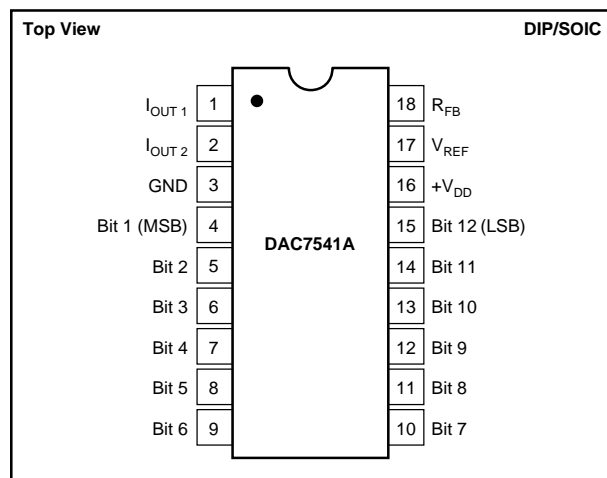 Top View DIP/SOIC
I_OUT 1 1 18 R_FB
I_OUT 2 2 17 V_REF
GND 3 16 +V_DD
Bit 1 (MSB) 4 15 Bit 12 (LSB)
DAC7541A
Bit 2 5 14 Bit 11
Bit 3 6 13 Bit 10
Bit 4 7 12 Bit 9
Bit 5 8 11 Bit 8
Bit 6 9 10 Bit 7